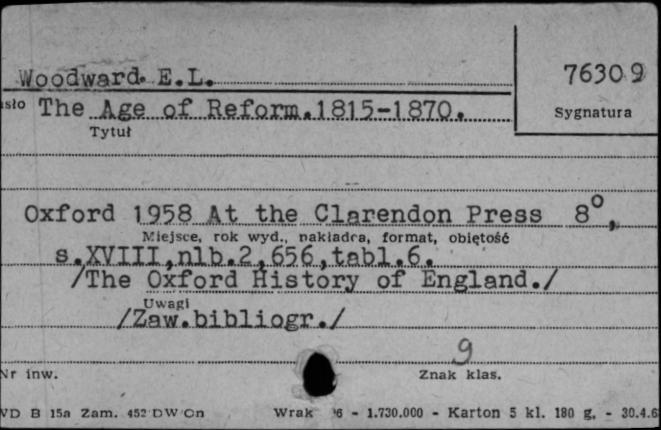 Woodward. E.L.
76309
Sygnatura
The Age of Reform.1815-1870.
Tytuł
Oxford 1958 At the Clarendon Press 8°,
Miejsce, rok wyd., nakładca, format, objętość
s.XVIII,nlb.2,656,tabl.6.
/The Oxford History of England./
Uwagi
/Zaw.bibliogr./
9
Nr inw.
Znak klas.
WD B 15a Zam. 452 DW Cn Wrak 6 - 1.730.000 - Karton 5 kl. 180 g. - 30.4.6